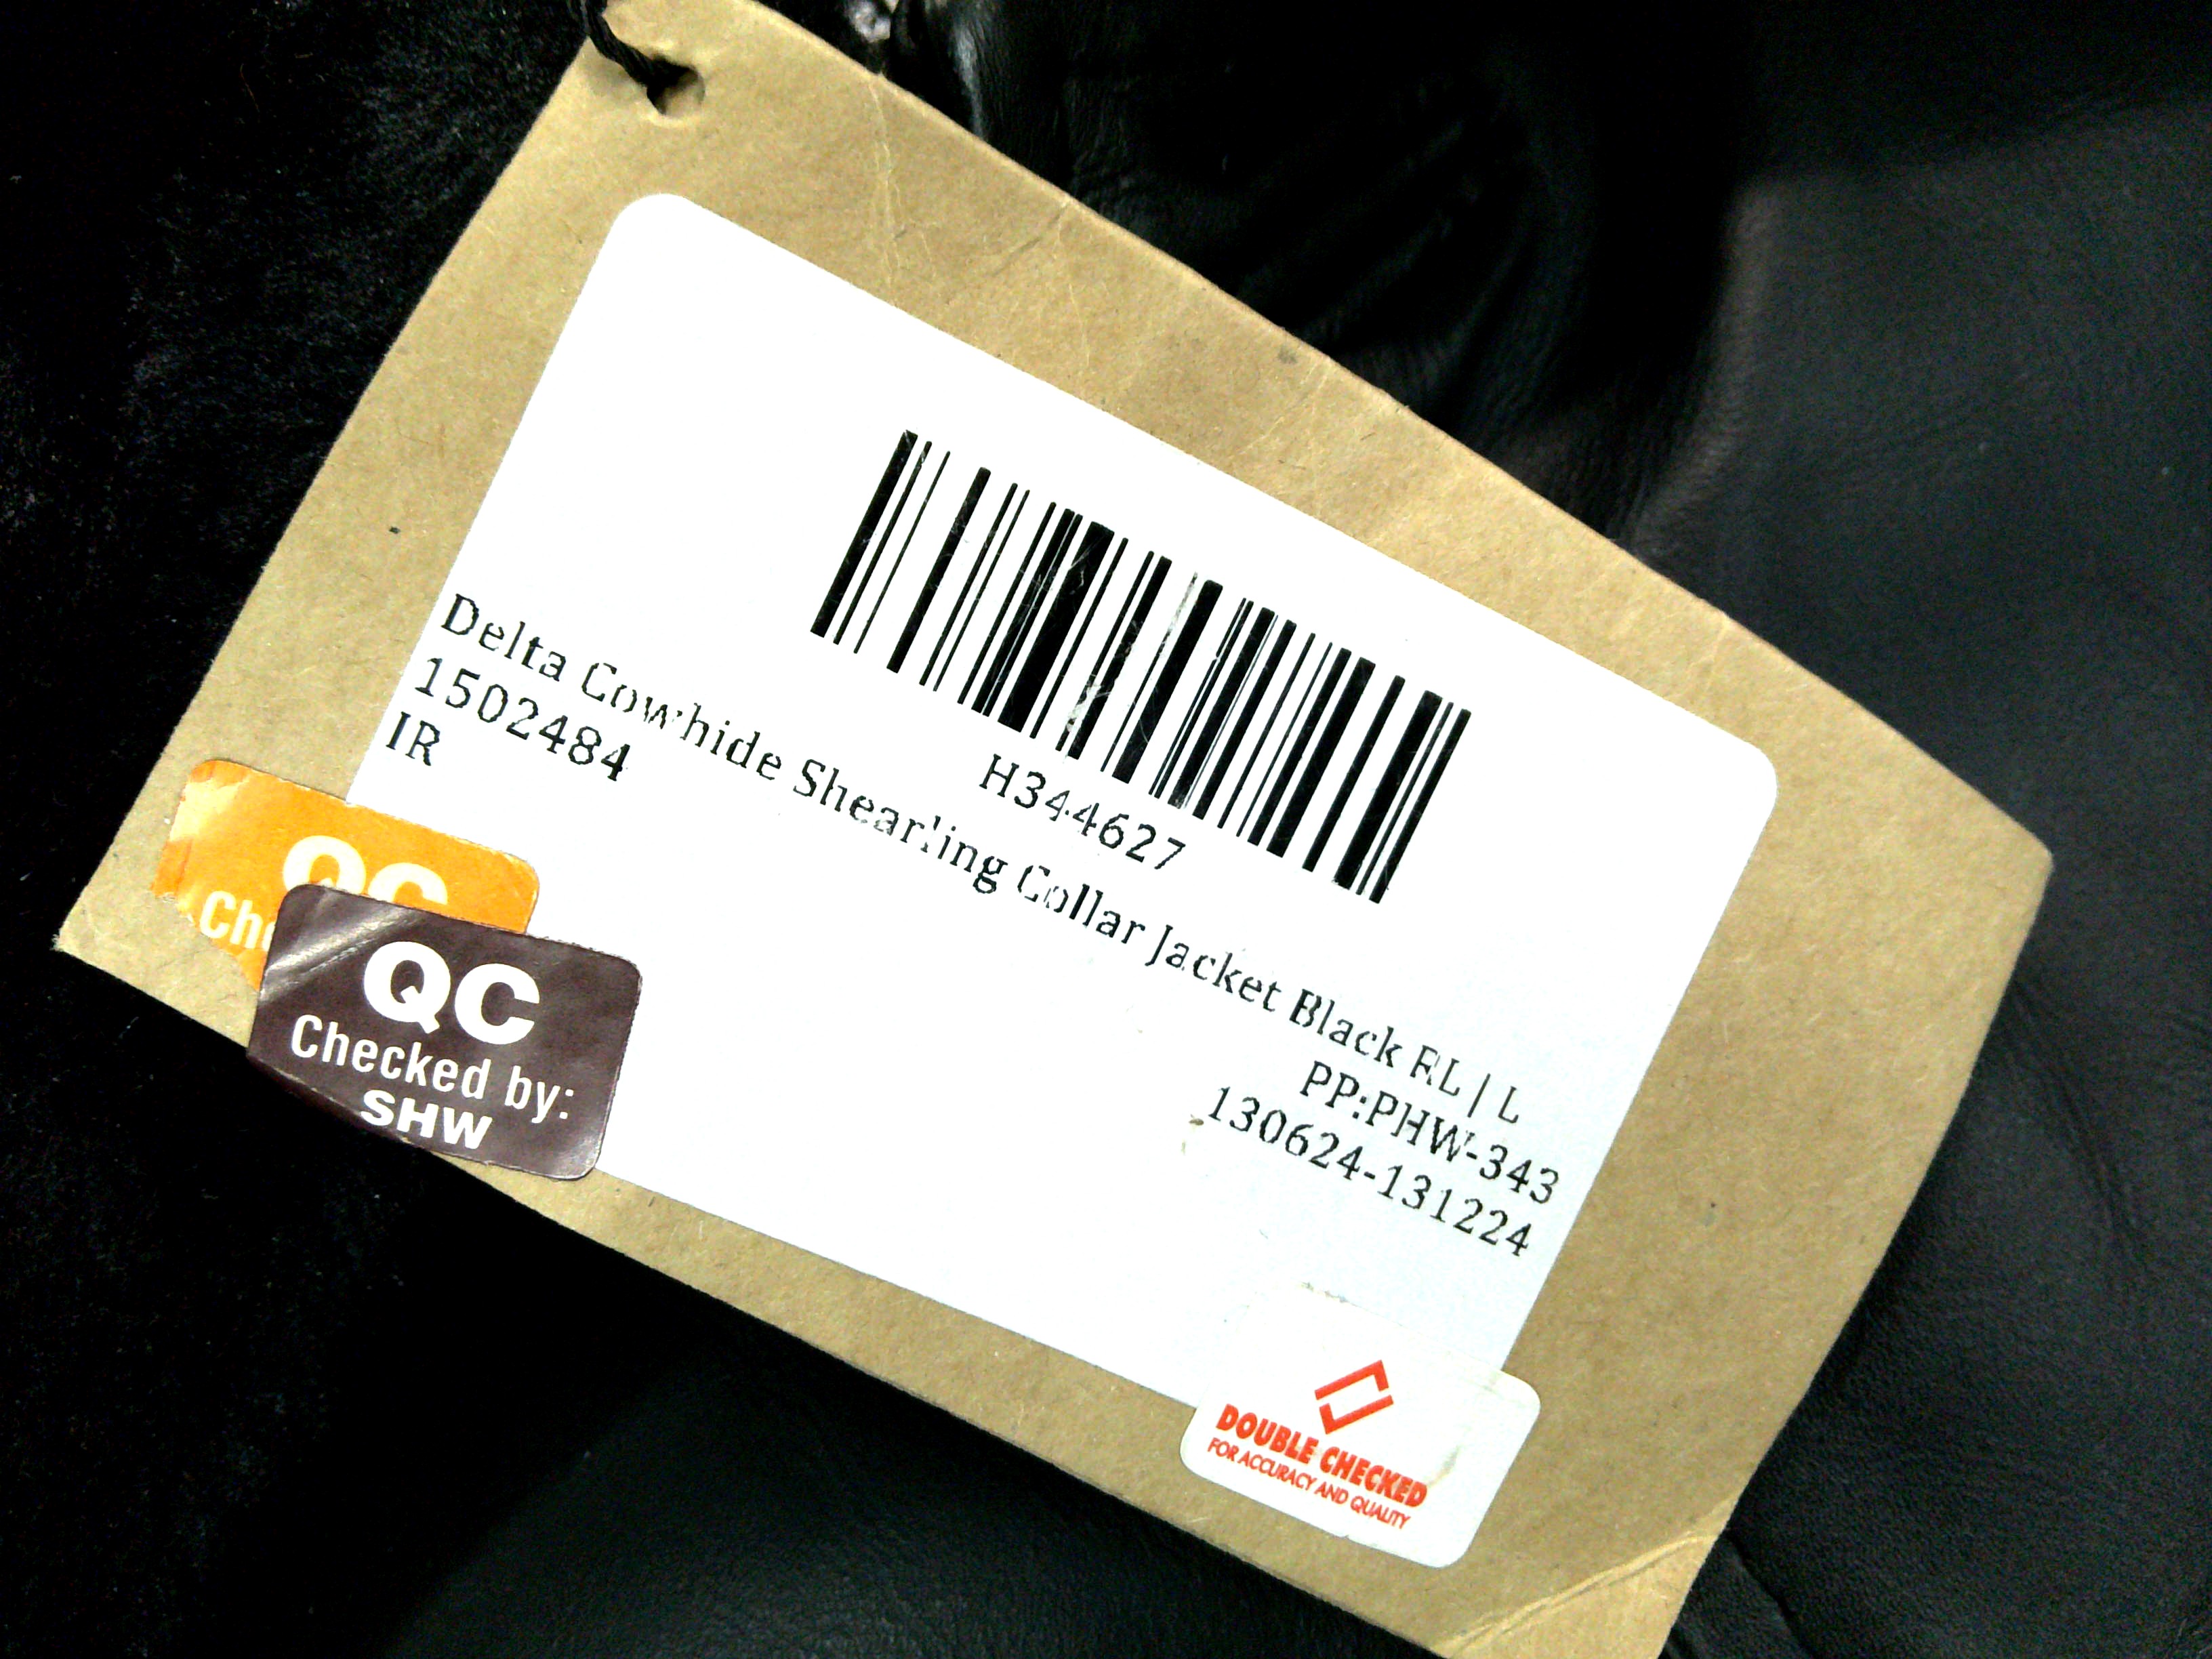 H344627
Delta Cowhide Shearling Collar Jacket Black RL | L
1502484
PP:PHW-343
IR
130624-131224
QC
QC
Checked by:
SHW
DOUBLE CHECKED
FOR ACCURACY AND QUALITY